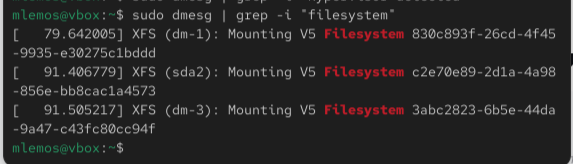 mlemos@vbox:~$ sudo dmesg | grep -i "filesystem"
[   79.642005] XFS (dm-1): Mounting V5 Filesystem 830c893f-26cd-4f45
-9935-e30275c1bddd
[   91.406779] XFS (sda2): Mounting V5 Filesystem c2e70e89-2d1a-4a98
-856e-bb8cac1a4573
[   91.505217] XFS (dm-3): Mounting V5 Filesystem 3abc2823-6b5e-44da
-9a47-c43fc80cc94f
mlemos@vbox:~$